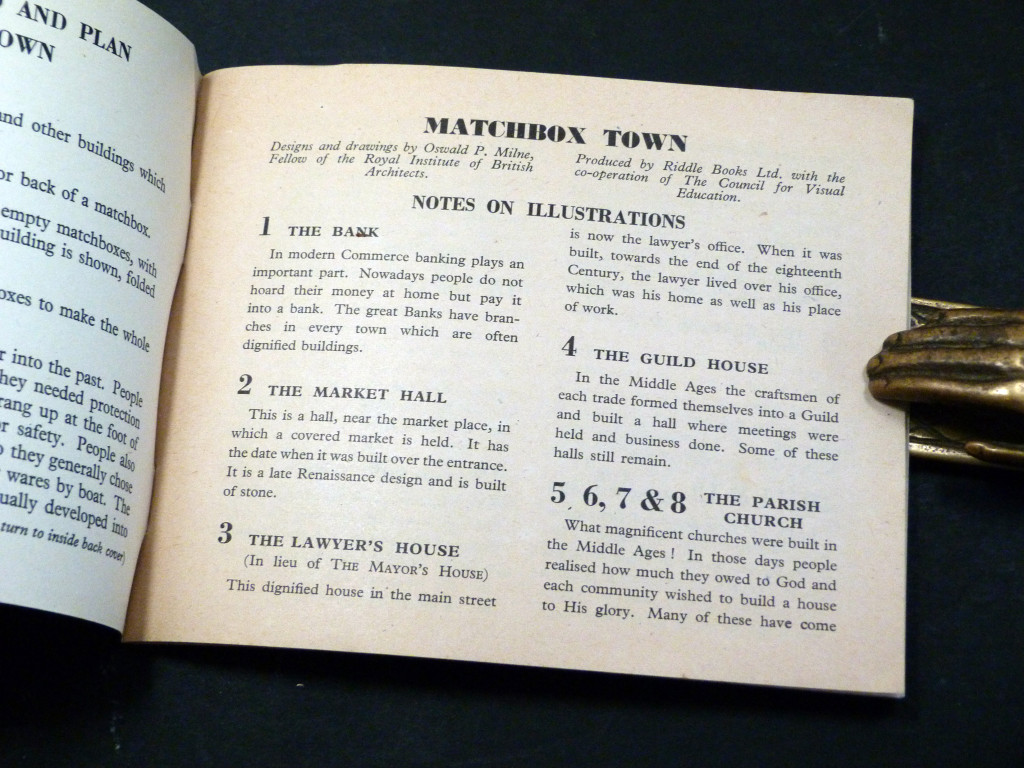 AND PLAN
OWN
and other buildings which
or back of a matchbox.
empty matchboxes, with
uilding is shown, folded
oxes to make the whole
r into the past. People
hey needed protection
rang up at the foot of
or safety. People also
o they generally chose
wares by boat. The
ually developed into
turn to inside back cover)
MATCHBOX TOWN
Designs and drawings by Oswald P. Milne,
Fellow of the Royal Institute of British
Architects.
Produced by Riddle Books Ltd. with the
co-operation of The Council for Visual
Education.
NOTES ON ILLUSTRATIONS
1 THE BANK
In modern Commerce banking plays an
important part. Nowadays people do not
hoard their money at home but pay it
into a bank. The great Banks have bran-
ches in every town which are often
dignified buildings.
2 THE MARKET HALL
This is a hall, near the market place, in
which a covered market is held. It has
the date when it was built over the entrance.
It is a late Renaissance design and is built
of stone.
3 THE LAWYER'S HOUSE
(In lieu of THE MAYOR'S HOUSE)
This dignified house in the main street
is now the lawyer's office. When it was
built, towards the end of the eighteenth
Century, the lawyer lived over his office,
which was his home as well as his place
of work.
4 THE GUILD HOUSE
In the Middle Ages the craftsmen of
each trade formed themselves into a Guild
and built a hall where meetings were
held and business done. Some of these
halls still remain.
5, 6, 7 & 8 THE PARISH
CHURCH
What magnificent churches were built in
the Middle Ages! In those days people
realised how much they owed to God and
each community wished to build a house
to His glory. Many of these have come